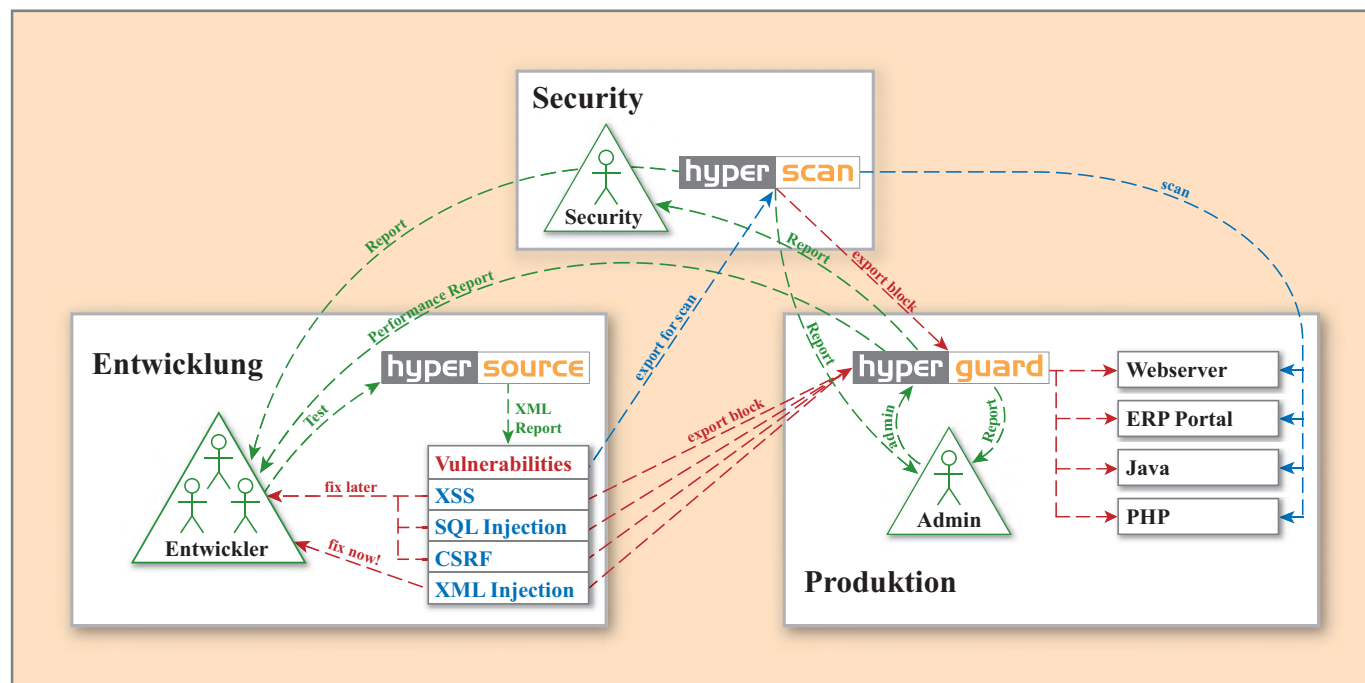 Security
hyper scan
Security
scan
Report
Report
export block
Performance Report
export for scan
Report
Entwicklung
hyper source
Test
XML
Report
export block
Vulnerabilities
XSS
SQL Injection
CSRF
XML Injection
fix later
fix now!
Entwickler
hyper guard
admin
Report
Admin
Webserver
ERP Portal
Java
PHP
Produktion